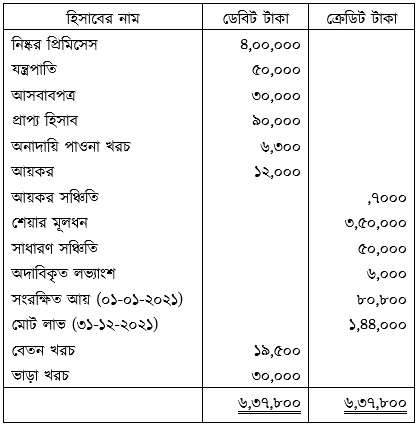 হিসাবের নাম ডেবিট টাকা ক্রেডিট টাকা
নিষ্কর প্রিমিসেস ৪,০০,০০০
যন্ত্রপাতি ৫০,০০০
আসবাবপত্র ৩০,০০০
প্রাপ্য হিসাব ৯০,০০০
অনাদায়ি পাওনা খরচ ৬,৩০০
আয়কর ১২,০০০
আয়কর সঞ্চিতি ,৭০০০
শেয়ার মূলধন ৩,৫০,০০০
সাধারণ সঞ্চিতি ৫০,০০০
অদাবিকৃত লভ্যাংশ ৬,০০০
সংরক্ষিত আয় (০১-০১-২০২১) ৮০,৮০০
মোট লাভ (৩১-১২-২০২১) ১,৪৪,০০০
বেতন খরচ ১৯,৫০০
ভাড়া খরচ ৩০,০০০
৬,৩৭,৮০০ ৬,৩৭,৮০০